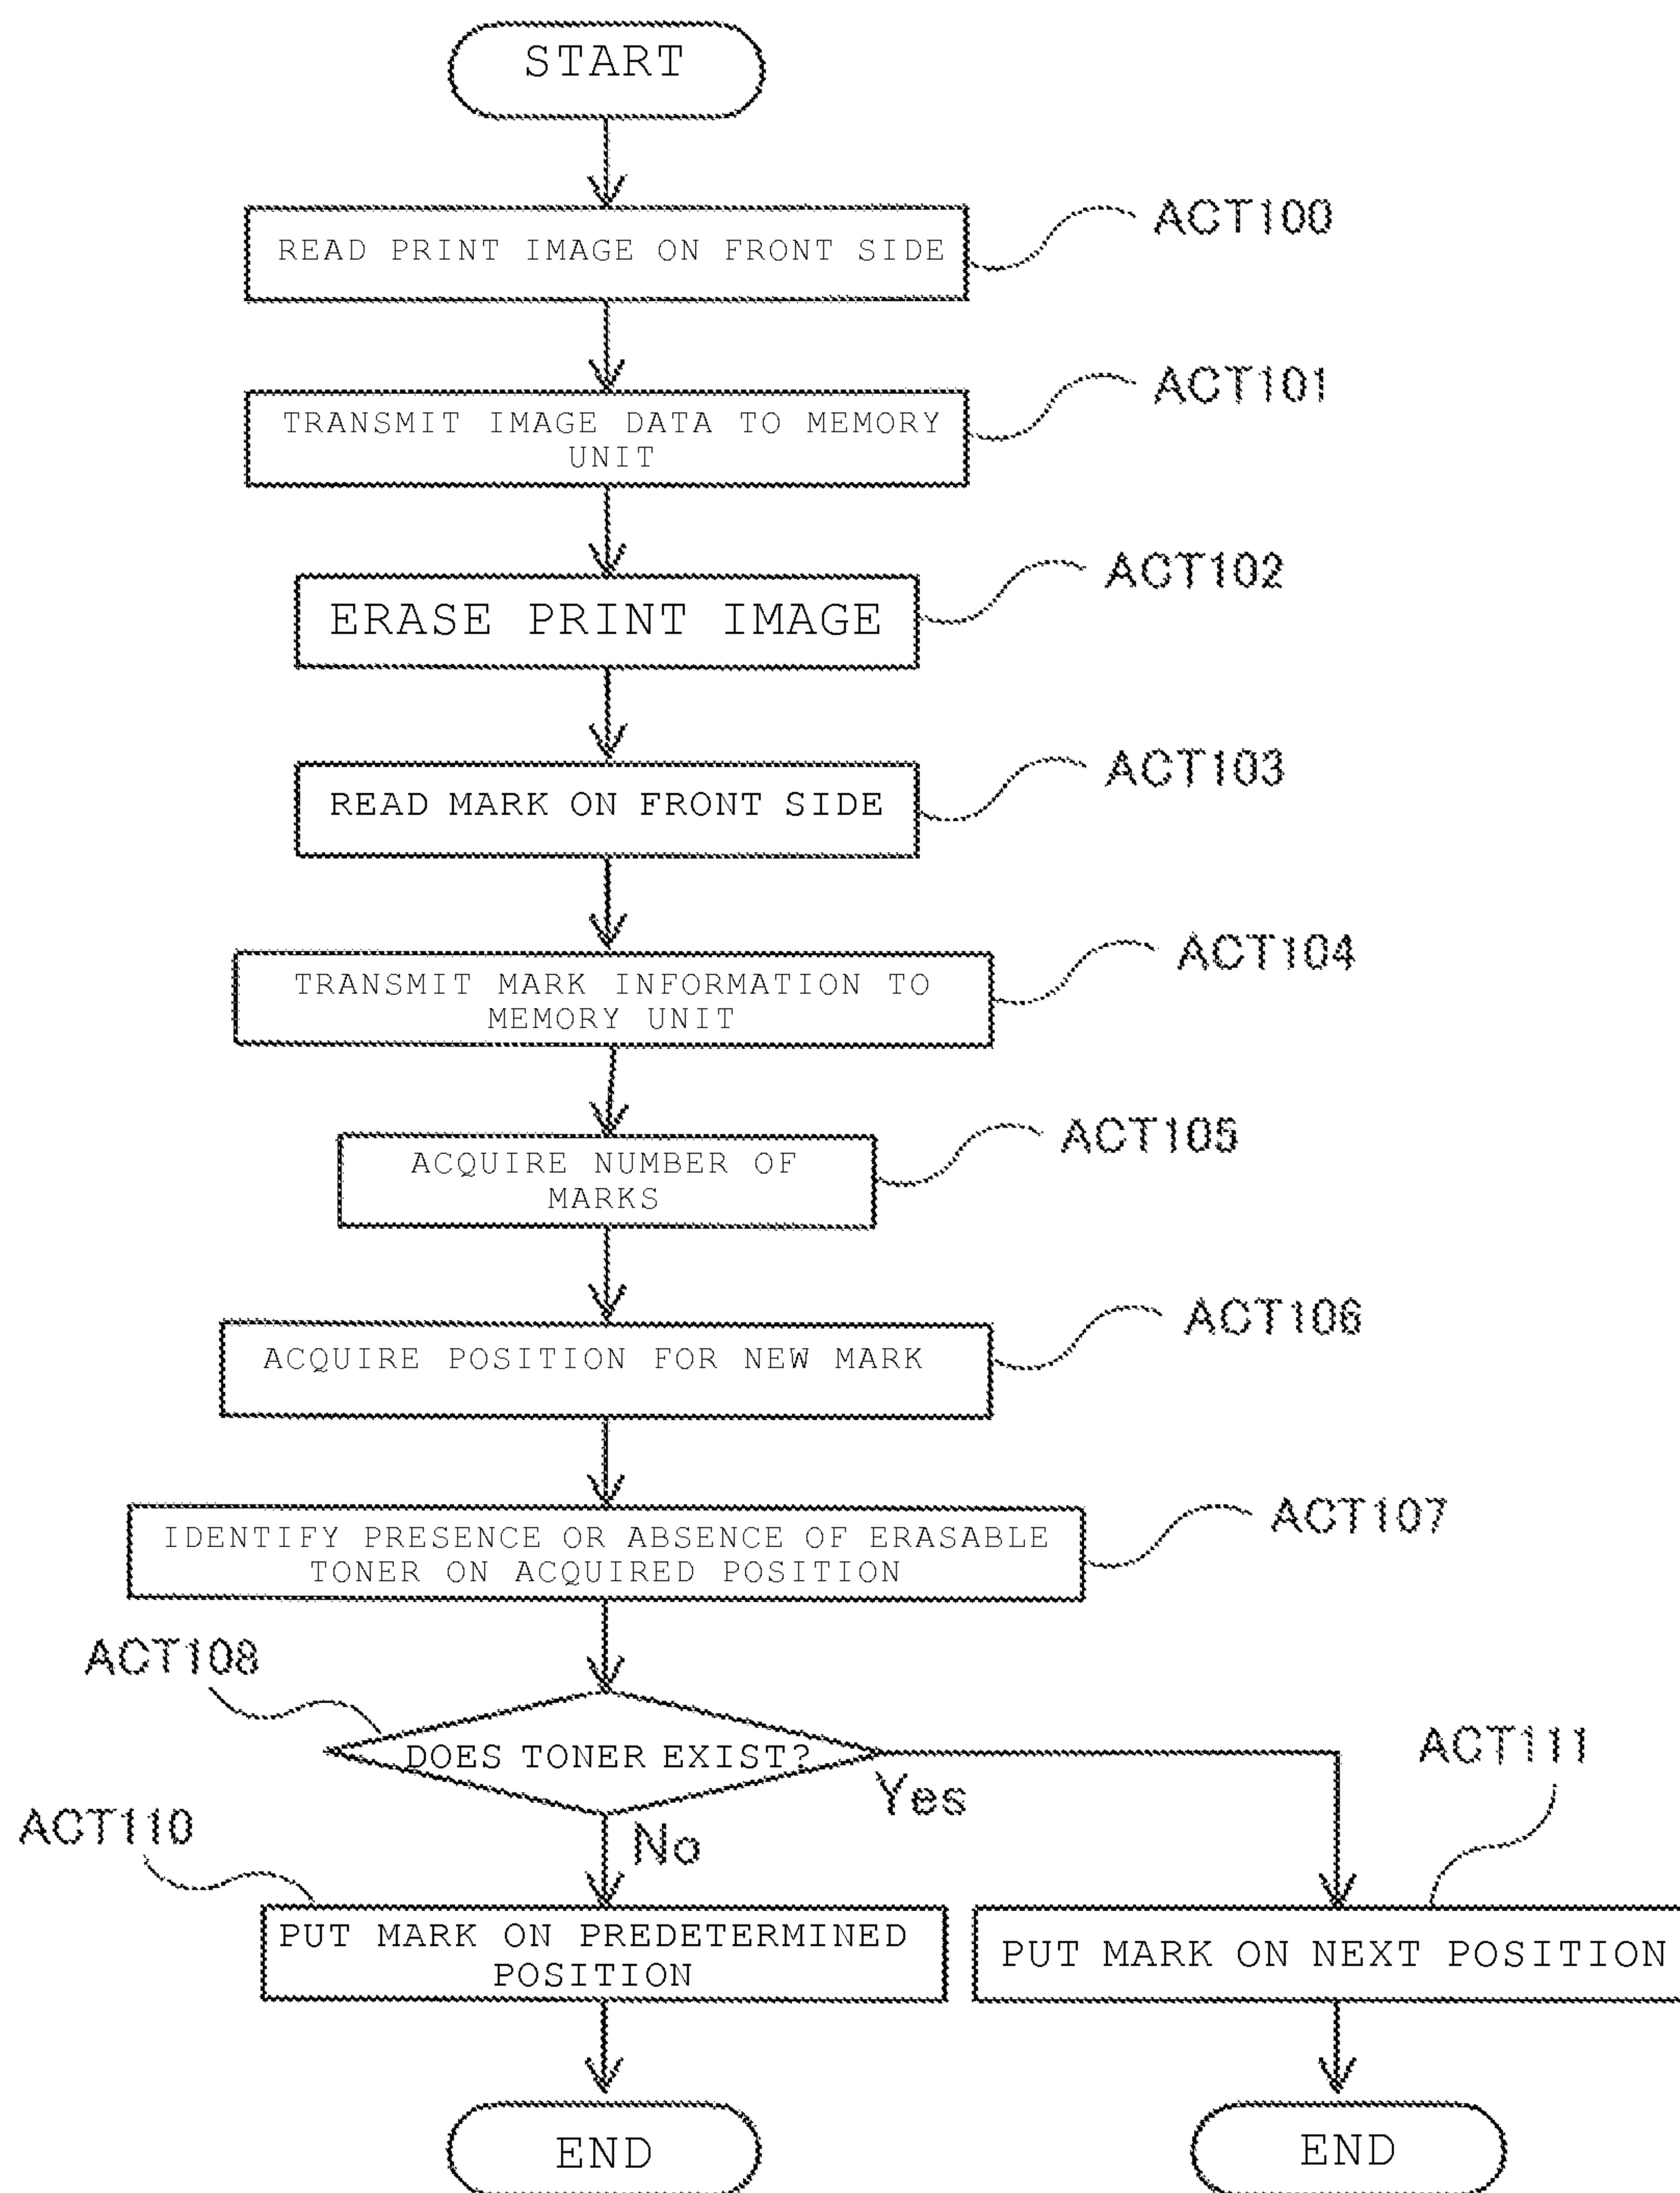 START
READ PRINT IMAGE ON FRONT SIDE
ACT100
TRANSMIT IMAGE DATA TO MEMORY
UNIT
ACT101
ERASE PRINT IMAGE
ACT102
READ MARK ON FRONT SIDE
ACT103
TRANSMIT MARK INFORMATION TO
MEMORY UNIT
ACT104
ACQUIRE NUMBER OF
MARKS
ACT105
ACQUIRE POSITION FOR NEW MARK
ACT106
IDENTIFY PRESENCE OR ABSENCE OF ERASABLE
TONER ON ACQUIRED POSITION
ACT107
ACT108
DOES TONER EXIST?
Yes
No
ACT110
PUT MARK ON PREDETERMINED
POSITION
ACT111
PUT MARK ON NEXT POSITION
END
END